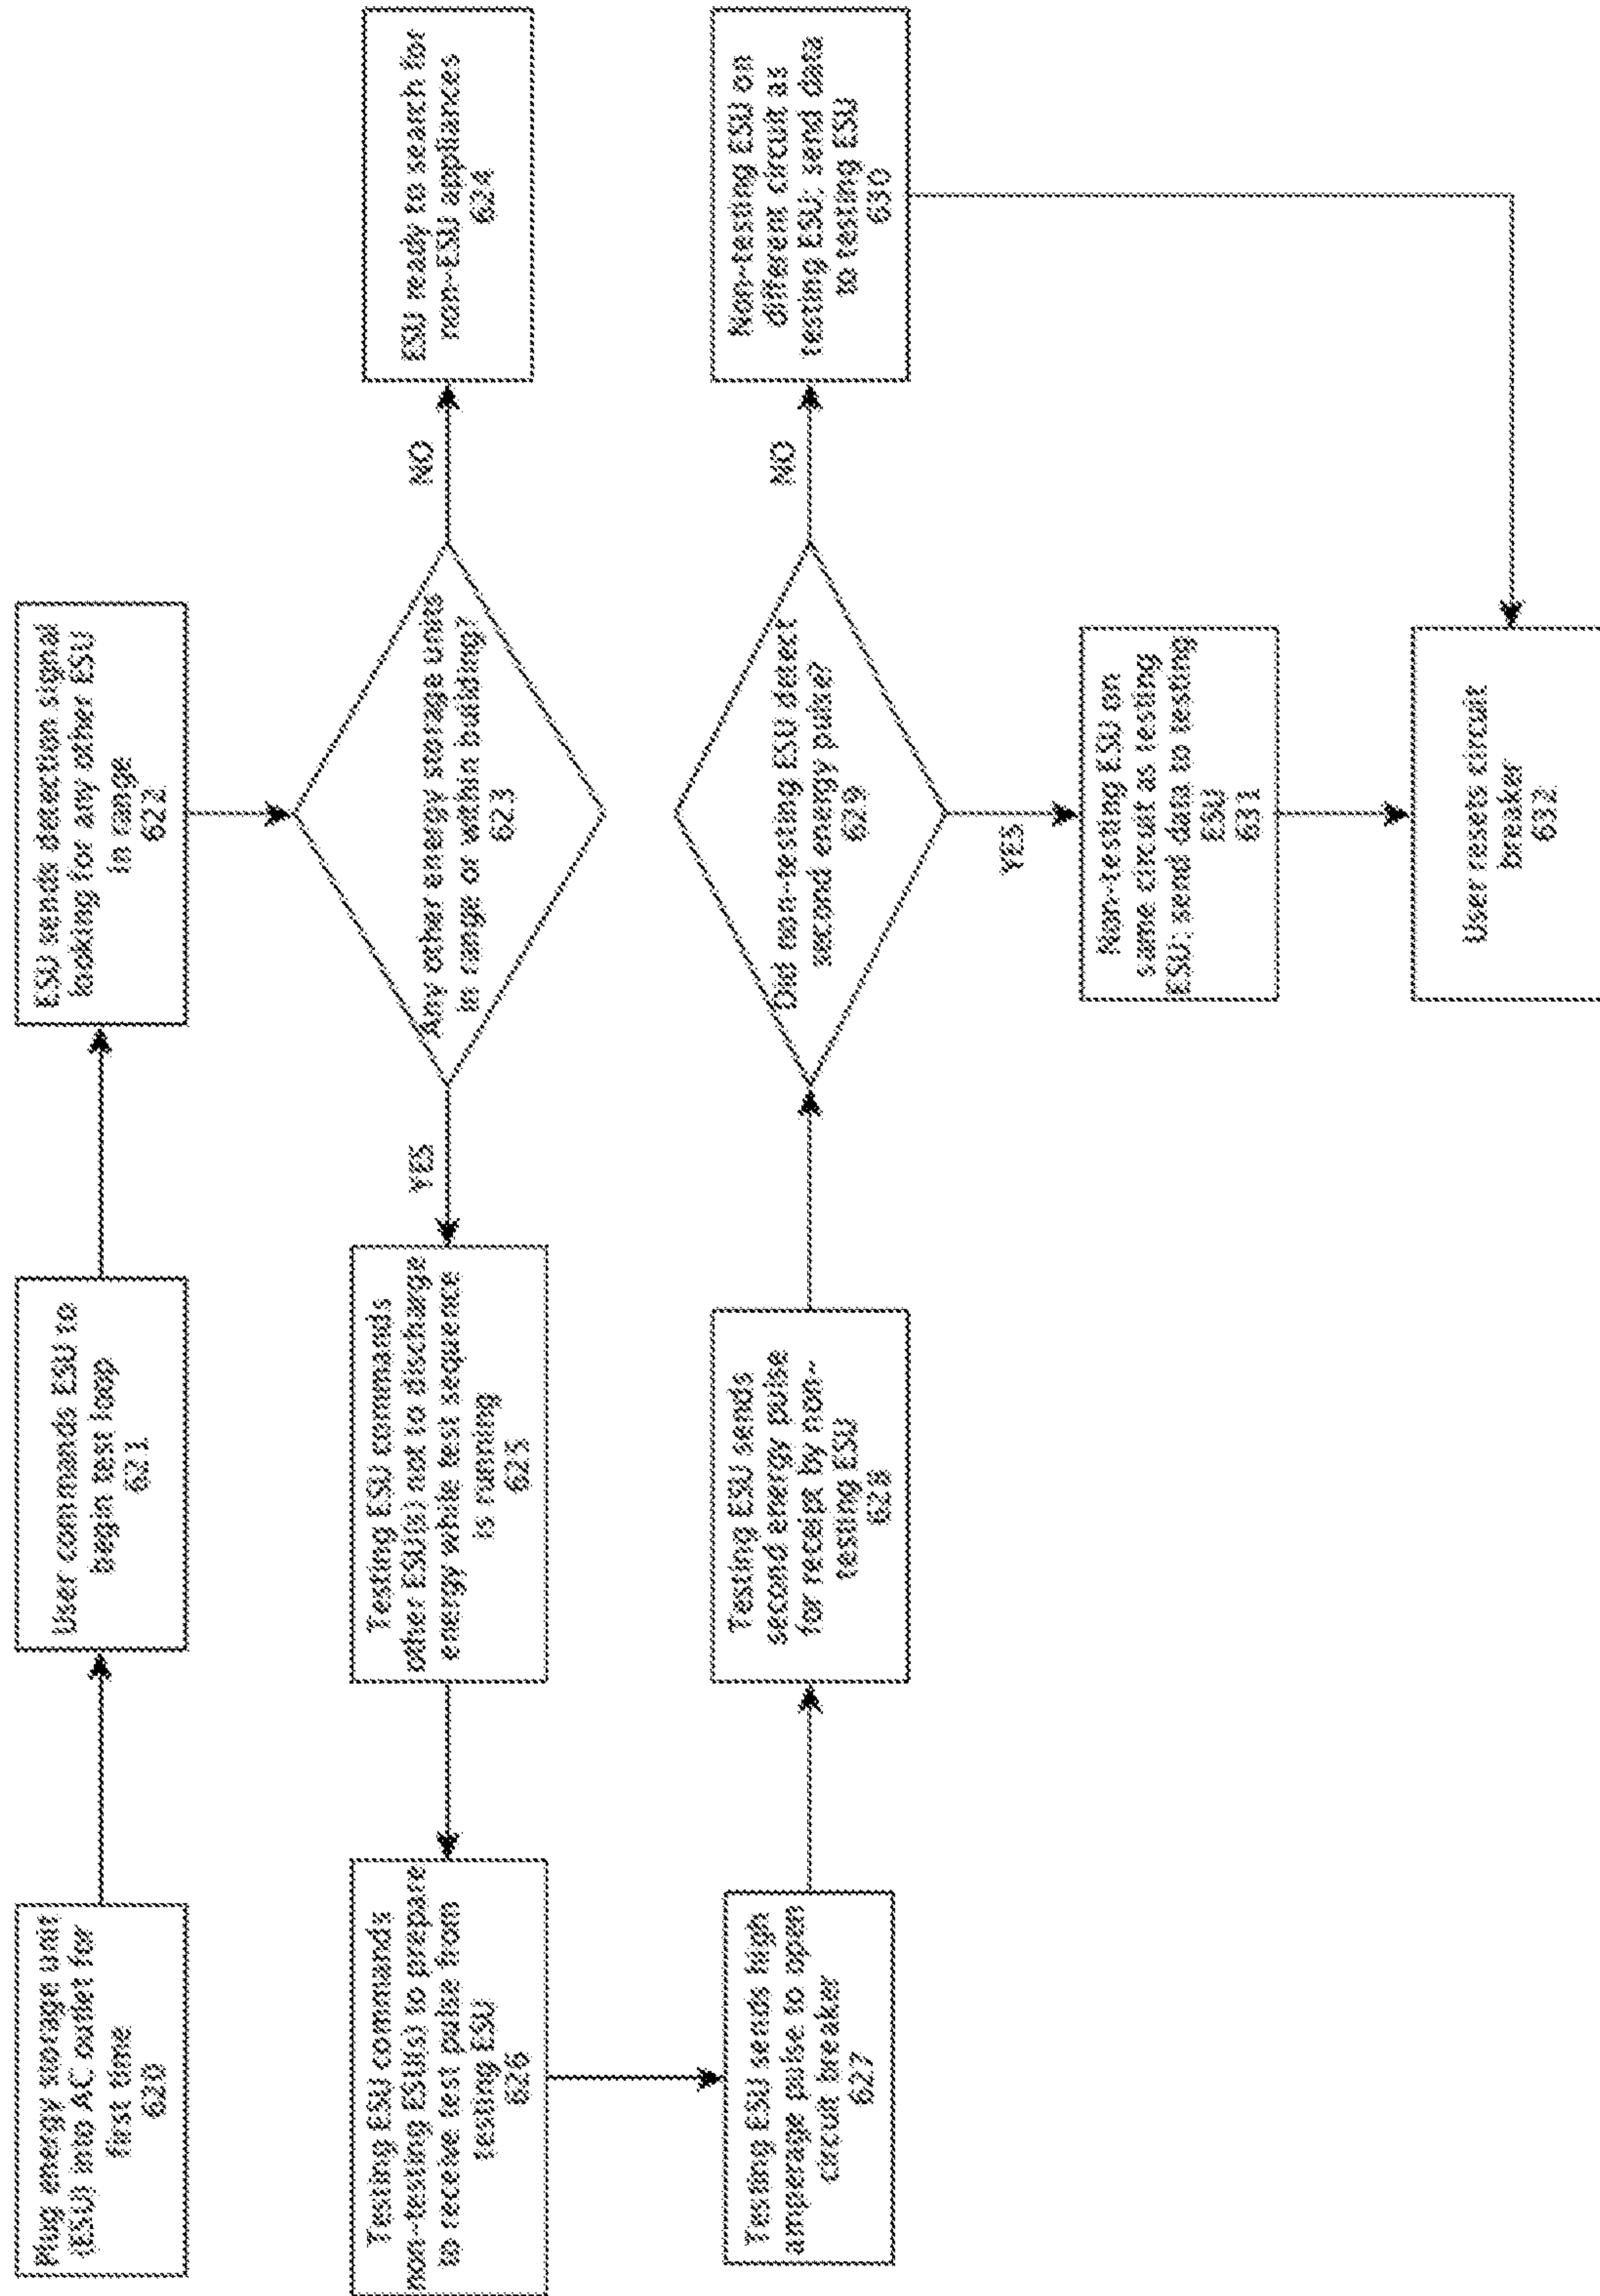 Plug energy storage unit
(ESU) into AC outlet for
first time
620
User commands ESU to
begin test loop
621
ESU sends detection signal
looking for any other ESU
in range
622
Any other energy storage units
in range or within building?
623
NO
ESU ready to search for
non-ESU appliances
624
YES
Testing ESU commands
other ESU(s) not to discharge
energy while test sequence
is running
625
Testing ESU commands
non-testing ESU(s) to prepare
to receive test pulse from
testing ESU
626
Testing ESU sends high
amperage pulse to open
circuit breaker
627
Testing ESU sends
second energy pulse
for receipt by non-
testing ESU
628
Did non-testing ESU detect
second energy pulse?
629
NO
Non-testing ESU on
different circuit as
testing ESU; send data
to testing ESU
630
YES
Non-testing ESU on
same circuit as testing
ESU; send data to testing
ESU
631
User resets circuit
breaker
632